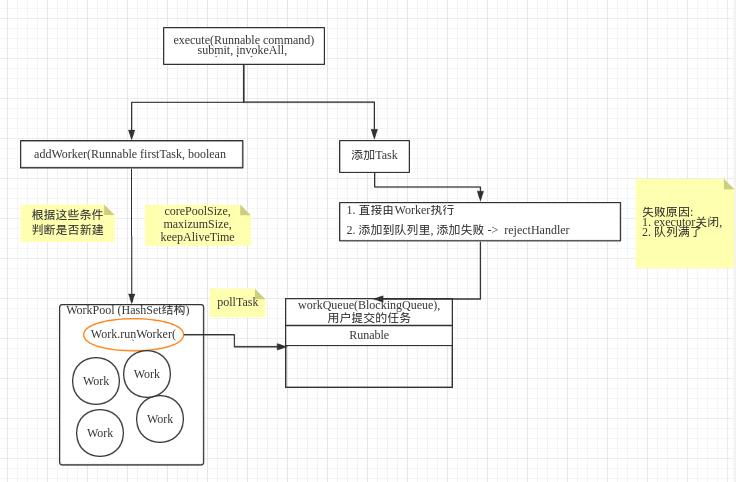 execute(Runnable command)
submit, invokeAll,
addWorker(Runnable firstTask, boolean
添加Task
根据这些条件
判断是否新建
corePoolSize,
maxizumSize,
keepAliveTime
1. 直接由Worker执行
2. 添加到队列里, 添加失败 -> rejectHandler
失败原因:
1. executor关闭,
2. 队列满了
pollTask
WorkPool (HashSet结构)
Work.runWorker(
Work
Work
Work
Work
workQueue(BlockingQueue),
用户提交的任务
Runable